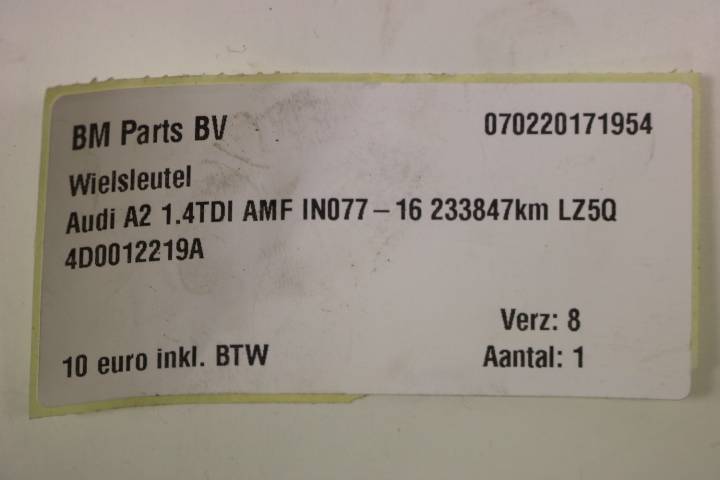 BM Parts BV 070220171954
Wielsleutel
Audi A2 1.4TDI AMF IN077-16 233847km LZ5Q
4D0012219A
Verz: 8
10 euro inkl. BTW Aantal: 1